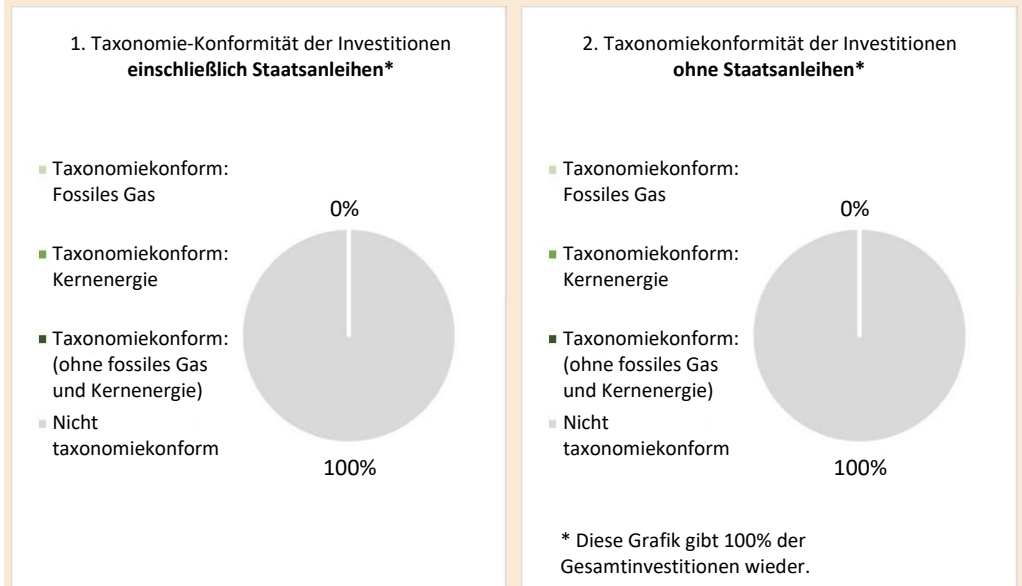 1. Taxonomie-Konformität der Investitionen
einschließlich Staatsanleihen*
Taxonomiekonform:
Fossiles Gas
Taxonomiekonform:
Kernenergie
Taxonomiekonform:
(ohne fossiles Gas
und Kernenergie)
Nicht
taxonomiekonform
0%
100%
2. Taxonomiekonformität der Investitionen
ohne Staatsanleihen*
Taxonomiekonform:
Fossiles Gas
Taxonomiekonform:
Kernenergie
Taxonomiekonform:
(ohne fossiles Gas
und Kernenergie)
Nicht
taxonomiekonform
0%
100%
* Diese Grafik gibt 100% der
Gesamtinvestitionen wieder.